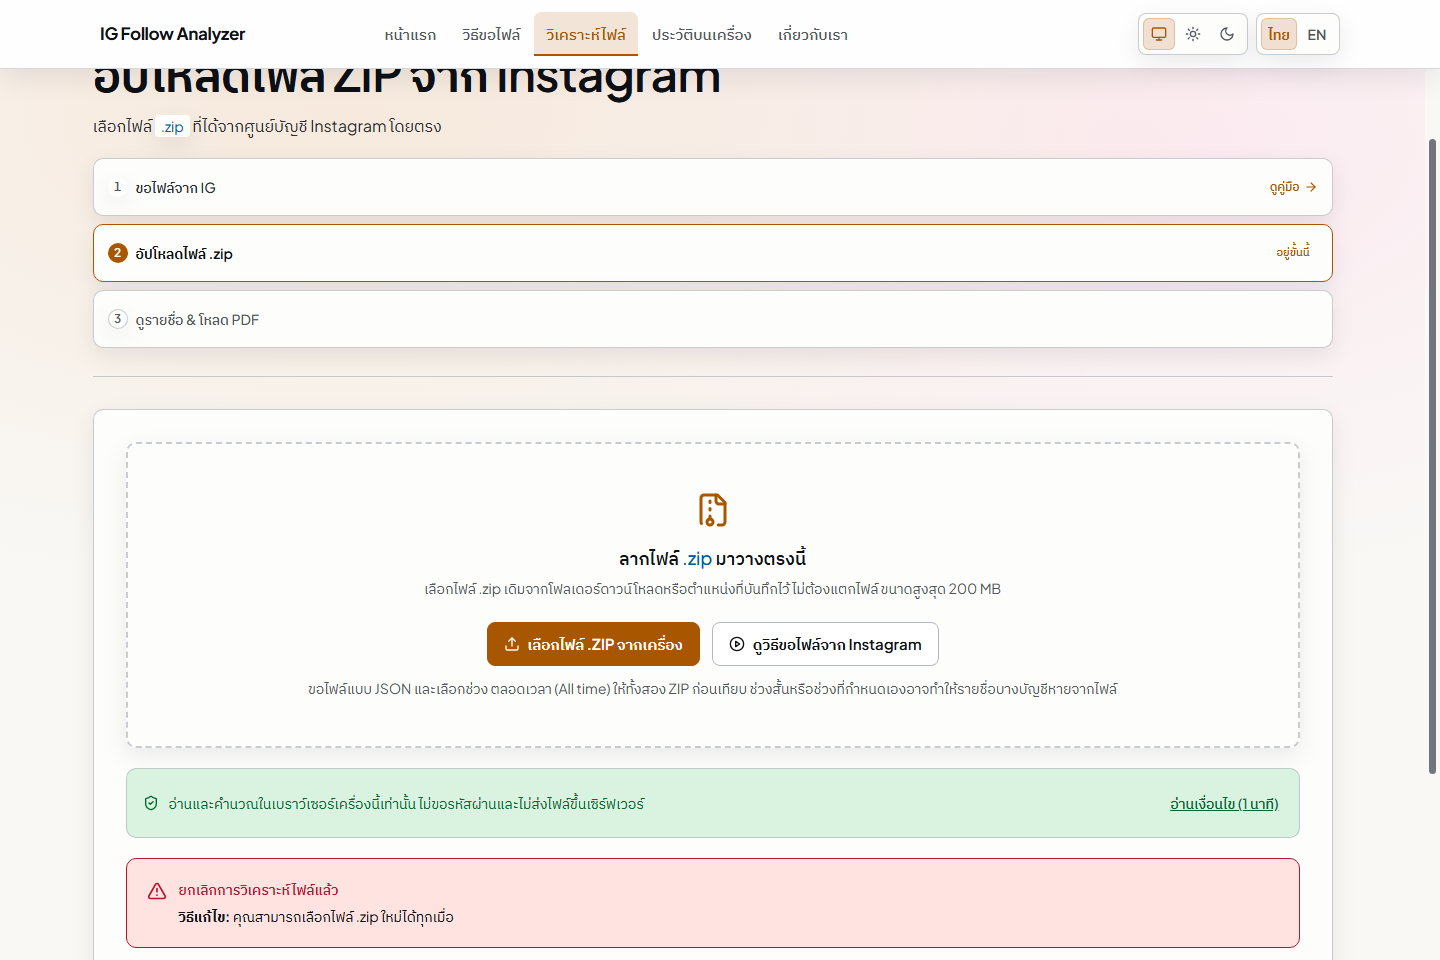 IG Follow Analyzer
หน้าแรก
วิธีขอไฟล์
วิเคราะห์ไฟล์
ประวัติบนเครื่อง
เกี่ยวกับเรา
ไทย
EN
อัปโหลดไฟล์ ZIP จาก Instagram
เลือกไฟล์ .zip ที่ได้จากศูนย์บัญชี Instagram โดยตรง
1 ขอไฟล์จาก IG
ดูคู่มือ →
2 อัปโหลดไฟล์ .zip
อยู่ขั้นนี้
3 ดูรายชื่อ & โหลด PDF
ลากไฟล์ .zip มาวางตรงนี้
เลือกไฟล์ .zip เดิมจากโฟลเดอร์ดาวน์โหลดหรือตำแหน่งที่บันทึกไว้ ไม่ต้องแตกไฟล์ ขนาดสูงสุด 200 MB
เลือกไฟล์ .ZIP จากเครื่อง
ดูวิธีขอไฟล์จาก Instagram
ขอไฟล์แบบ JSON และเลือกช่วง ตลอดเวลา (All time) ให้ทั้งสอง ZIP ก่อนเทียบ ช่วงสั้นหรือช่วงที่กำหนดเองอาจทำให้รายชื่อบางบัญชีหายจากไฟล์
อ่านและคำนวณในเบราว์เซอร์เครื่องนี้เท่านั้น ไม่ขอรหัสผ่านและไม่ส่งไฟล์ขึ้นเซิร์ฟเวอร์
อ่านเงื่อนไข (1 นาที)
ยกเลิกการวิเคราะห์ไฟล์แล้ว
วิธีแก้ไข: คุณสามารถเลือกไฟล์ .zip ใหม่ได้ทุกเมื่อ